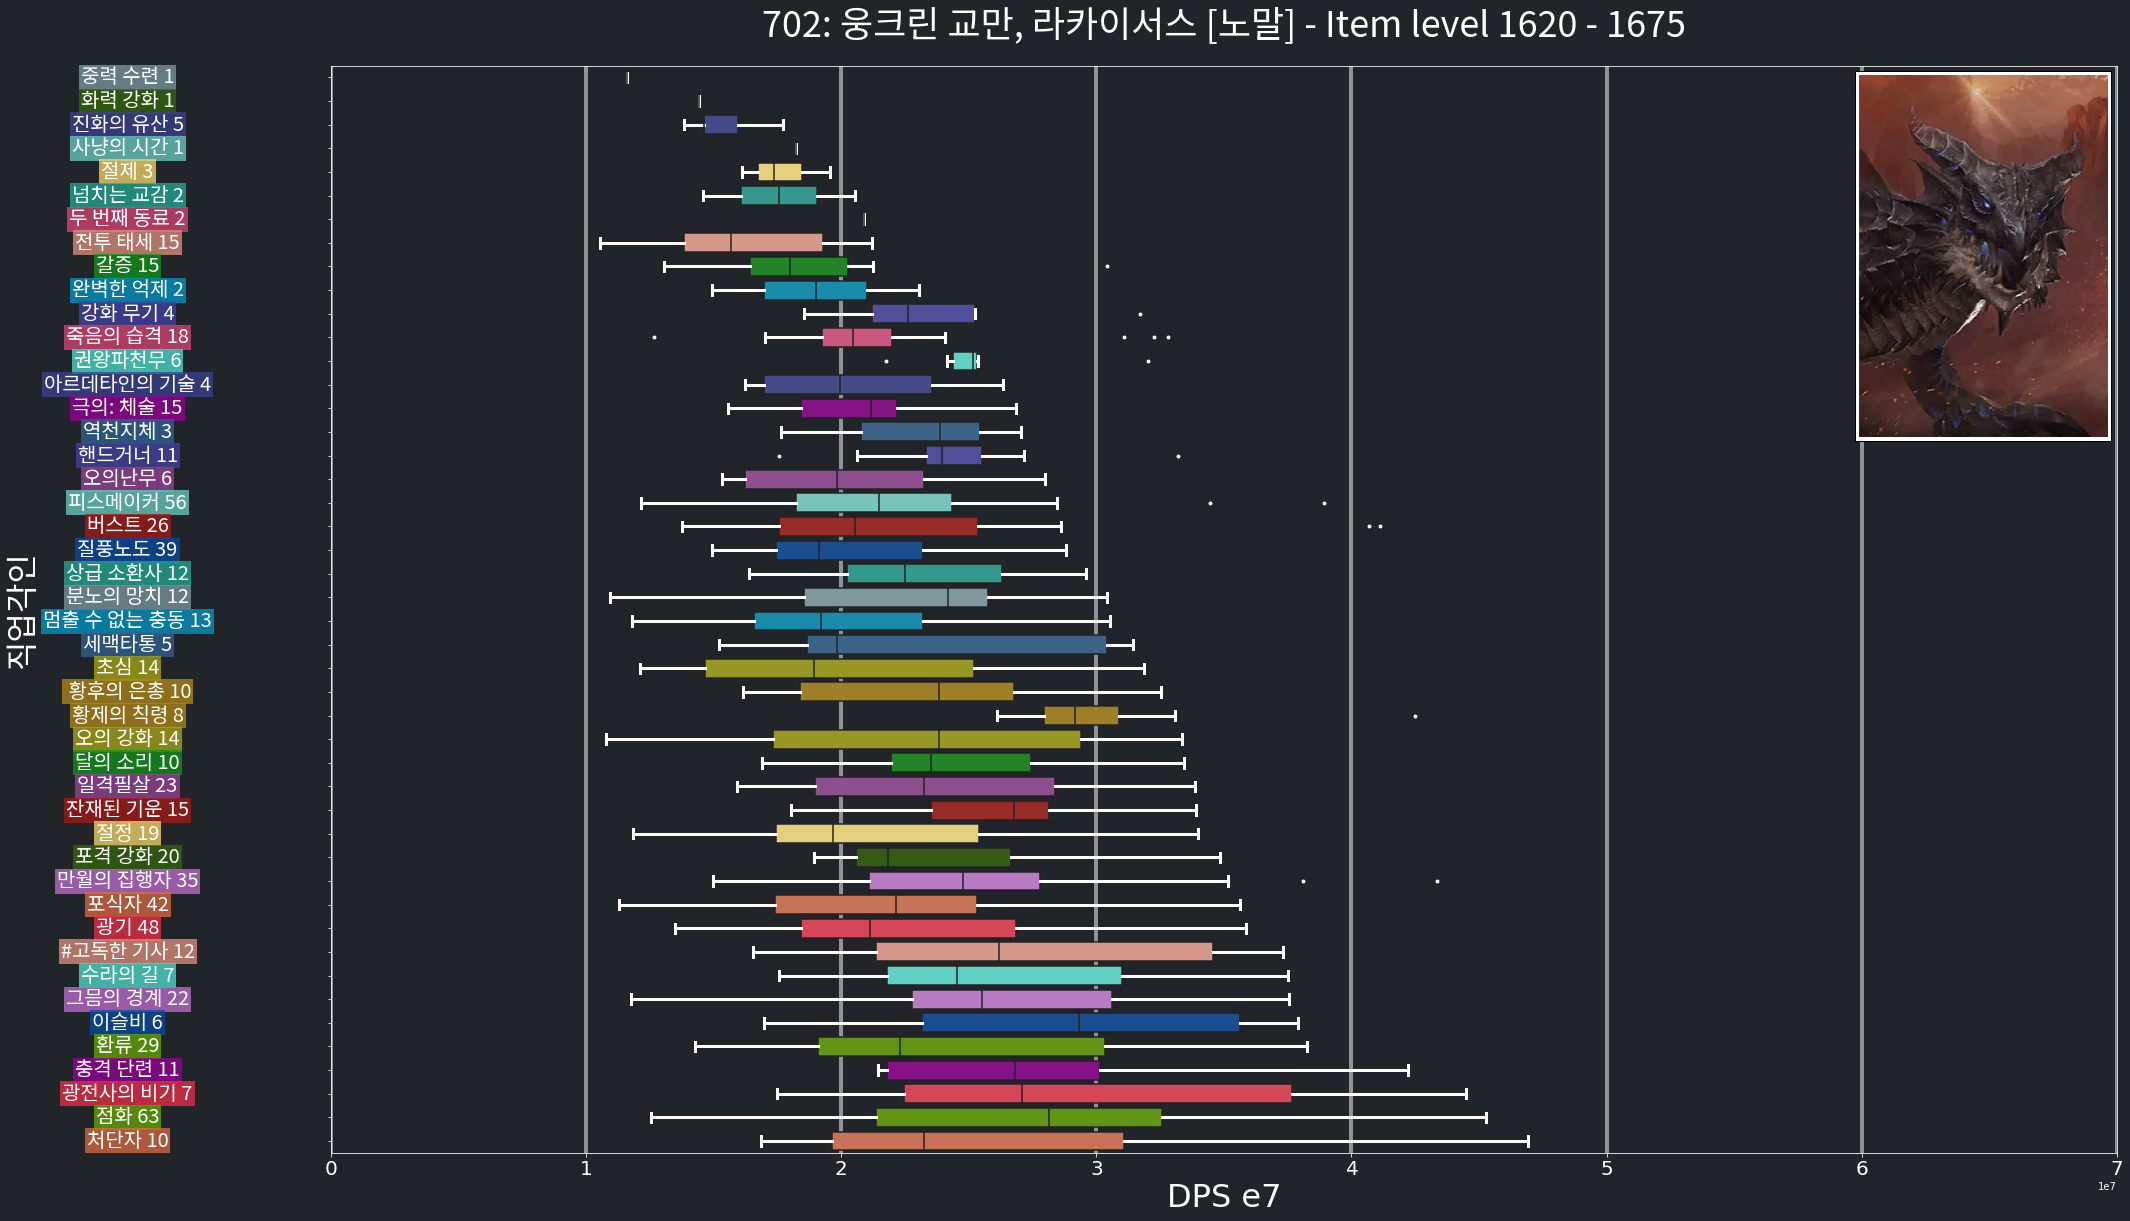 702: 웅크린 교만, 라카이서스 [노말] - Item level 1620 - 1675
직업각인
중력 수련 1
화력 강화 1
진화의 유산 5
사냥의 시간 1
절제 3
넘치는 교감 2
두 번째 동료 2
전투 태세 15
갈증 15
완벽한 억제 2
강화 무기 4
죽음의 습격 18
권왕파천무 6
아르데타인의 기술 4
극의: 체술 15
역천지체 3
핸드거너 11
오의난무 6
피스메이커 56
버스트 26
질풍노도 39
상급 소환사 12
분노의 망치 12
멈출 수 없는 충동 13
세맥타통 5
초심 14
황후의 은총 10
황제의 칙령 8
오의 강화 14
달의 소리 10
일격필살 23
잔재된 기운 15
절정 19
포격 강화 20
만월의 집행자 35
포식자 42
광기 48
#고독한 기사 12
수라의 길 7
그믐의 경계 22
이슬비 6
환류 29
충격 단련 11
광전사의 비기 7
점화 63
처단자 10
0 1 2 3 4 5 6 7
1e7
DPS e7